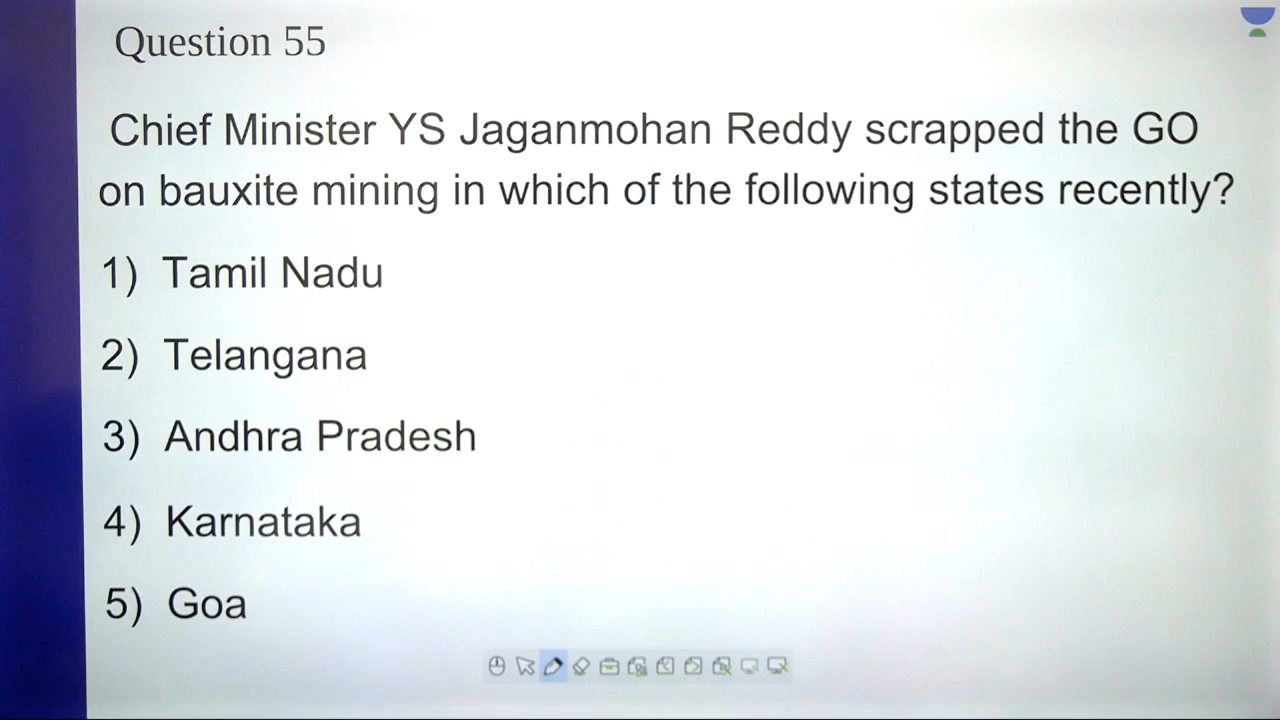 Question 55
Chief Minister YS Jaganmohan Reddy scrapped the GO
on bauxite mining in which of the following states recently?
1) Tamil Nadu
2) Telangana
3) Andhra Pradesh
4) Karnataka
5) Goa